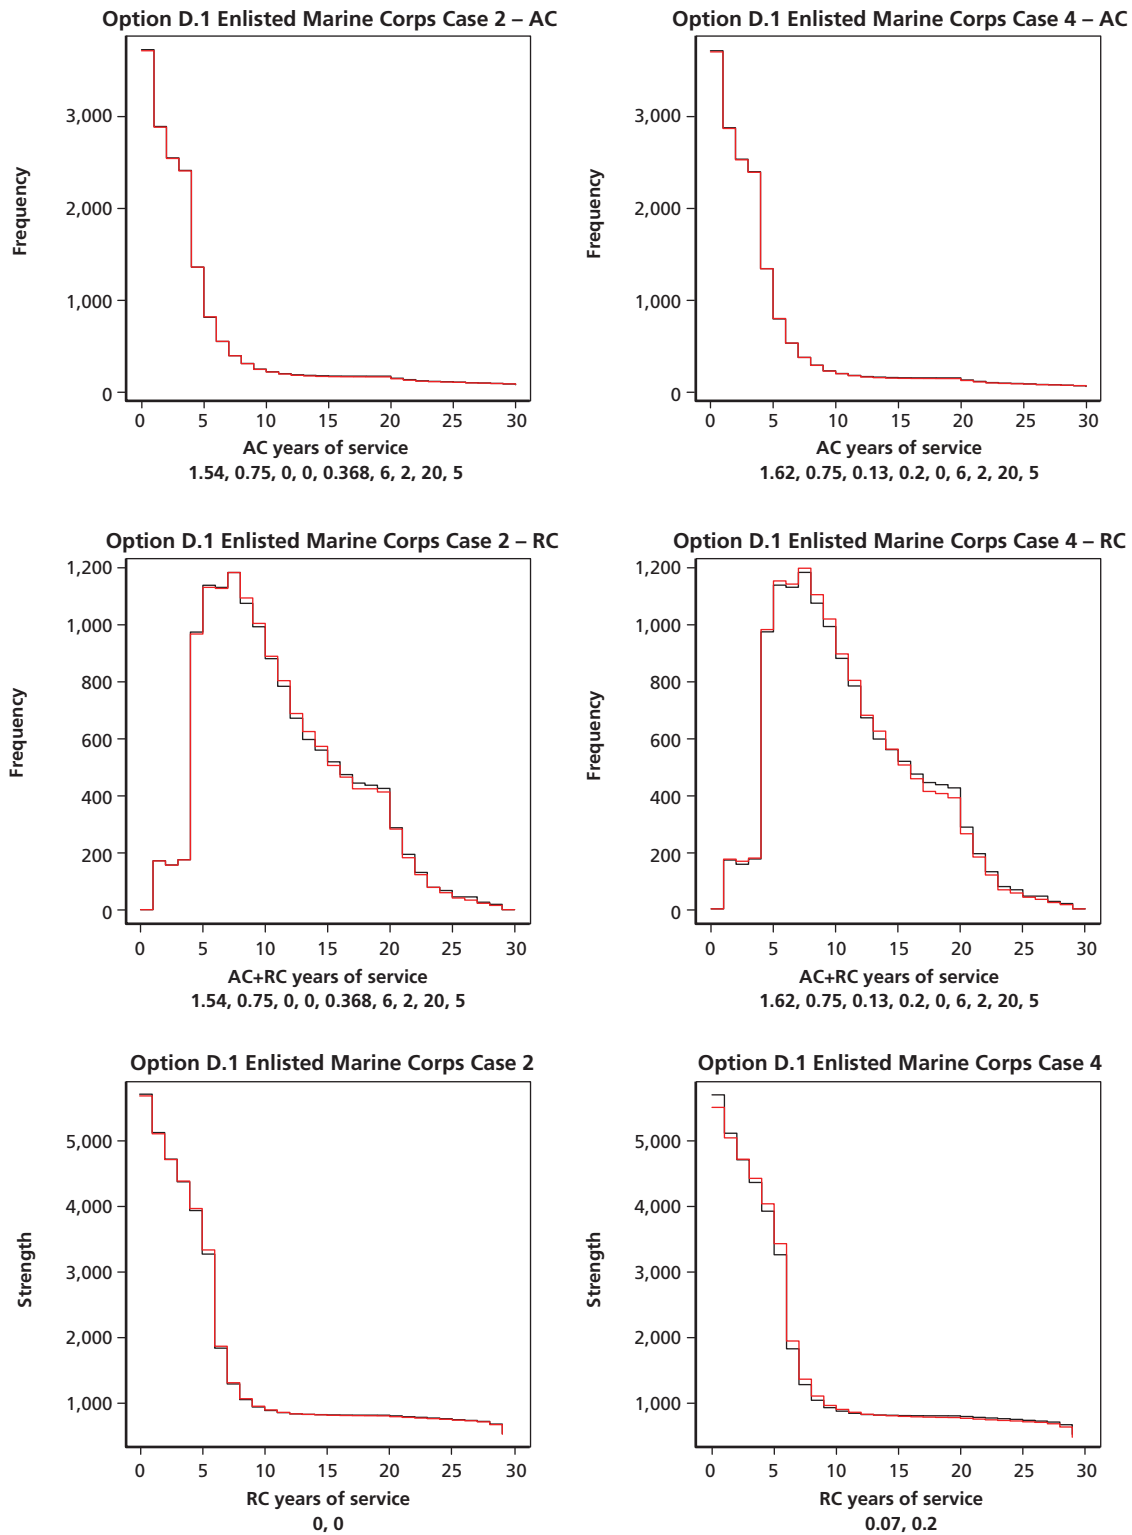 Option D.1 Enlisted Marine Corps Case 2 – AC
Frequency
3,000
2,000
1,000
0
0 5 10 15 20 25 30
AC years of service
1.54, 0.75, 0, 0, 0.368, 6, 2, 20, 5
Option D.1 Enlisted Marine Corps Case 4 – AC
Frequency
3,000
2,000
1,000
0
0 5 10 15 20 25 30
AC years of service
1.62, 0.75, 0.13, 0.2, 0, 6, 2, 20, 5
Option D.1 Enlisted Marine Corps Case 2 – RC
Frequency
1,200
1,000
800
600
400
200
0
0 5 10 15 20 25 30
AC+RC years of service
1.54, 0.75, 0, 0, 0.368, 6, 2, 20, 5
Option D.1 Enlisted Marine Corps Case 4 – RC
Frequency
1,200
1,000
800
600
400
200
0
0 5 10 15 20 25 30
AC+RC years of service
1.62, 0.75, 0.13, 0.2, 0, 6, 2, 20, 5
Option D.1 Enlisted Marine Corps Case 2
Strength
5,000
4,000
3,000
2,000
1,000
0 5 10 15 20 25 30
RC years of service
0, 0
Option D.1 Enlisted Marine Corps Case 4
Strength
5,000
4,000
3,000
2,000
1,000
0 5 10 15 20 25 30
RC years of service
0.07, 0.2